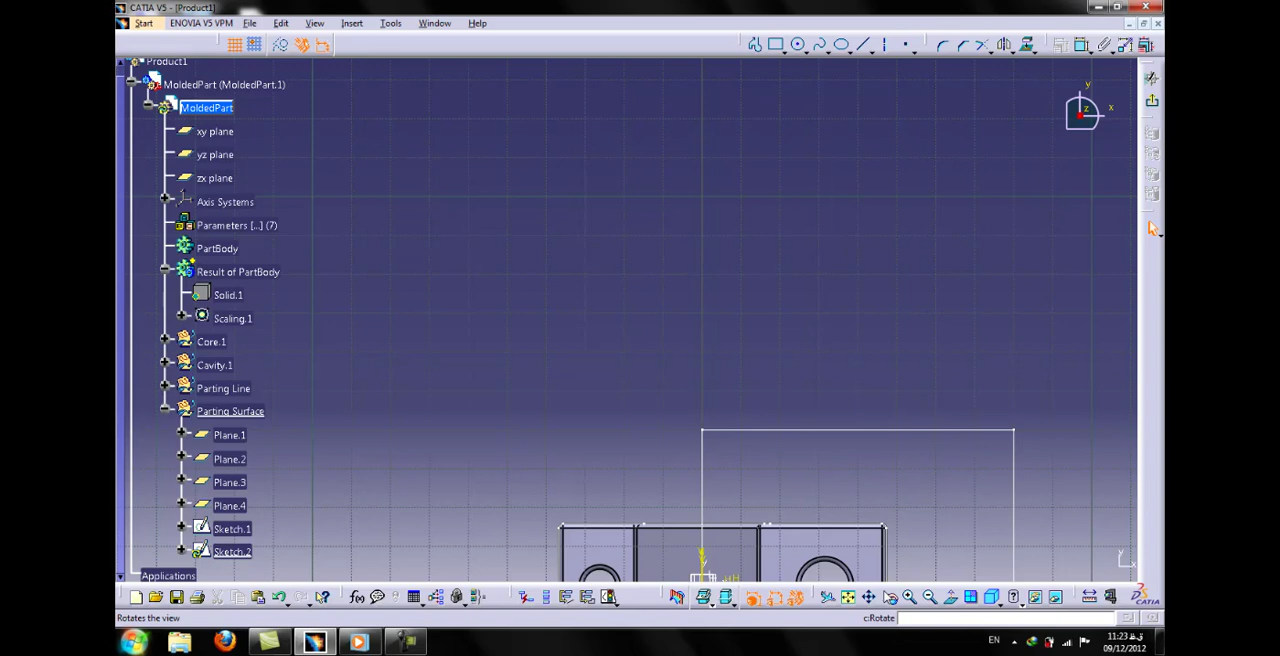 CATIA V5 - [Product1]
Start ENOVIA V5 VPM File Edit View Insert Tools Window Help
Product1
MoldedPart (MoldedPart.1)
MoldedPart
xy plane
yz plane
zx plane
Axis Systems
Parameters [...] (7)
PartBody
Result of PartBody
Solid.1
Scaling.1
Core.1
Cavity.1
Parting Line
Parting Surface
Plane.1
Plane.2
Plane.3
Plane.4
Sketch.1
Sketch.2
Applications
y
x
z
y
x
H
f(x)
CATIA
Rotates the view
c:Rotate
EN
11:23 ق.ظ
09/12/2012